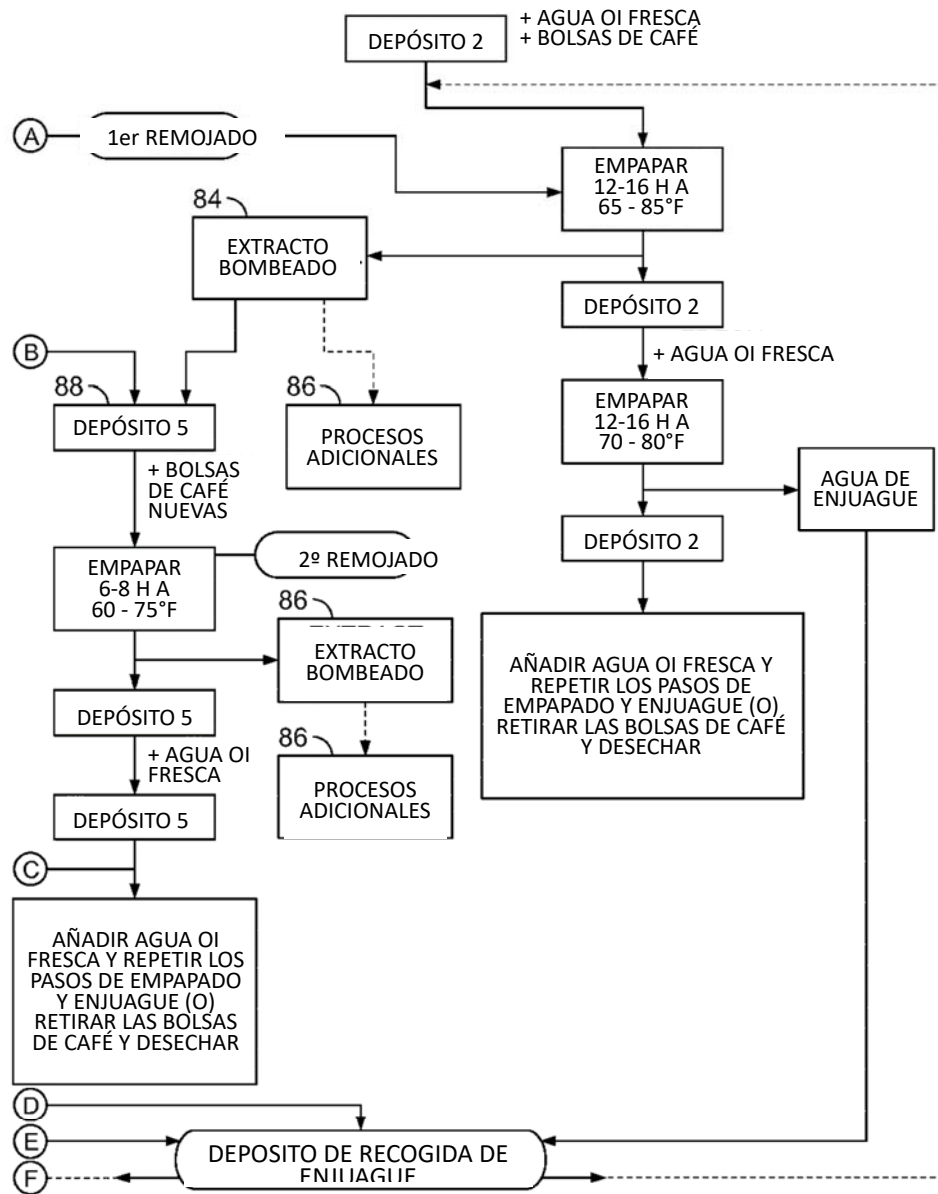 DEPÓSITO 2
+ AGUA OI FRESCA
+ BOLSAS DE CAFÉ
A
1er REMOJADO
EMPAPAR
12-16 H A
65 - 85°F
84
EXTRACTO
BOMBEADO
DEPÓSITO 2
+ AGUA OI FRESCA
B
88
DEPÓSITO 5
86
PROCESOS
ADICIONALES
EMPAPAR
12-16 H A
70 - 80°F
+ BOLSAS
DE CAFÉ
NUEVAS
AGUA DE
ENJUAGUE
DEPÓSITO 2
EMPAPAR
6-8 H A
60 - 75°F
2º REMOJADO
86
EXTRACTO
BOMBEADO
AÑADIR AGUA OI FRESCA Y
REPETIR LOS PASOS DE
EMPAPADO Y ENJUAGUE (O)
RETIRAR LAS BOLSAS DE CAFÉ
Y DESECHAR
DEPÓSITO 5
+ AGUA OI
FRESCA
86
PROCESOS
ADICIONALES
DEPÓSITO 5
C
AÑADIR AGUA OI
FRESCA Y REPETIR LOS
PASOS DE EMPAPADO
Y ENJUAGUE (O)
RETIRAR LAS BOLSAS
DE CAFÉ Y DESECHAR
D
E
F
DEPOSITO DE RECOGIDA DE
ENJUAGUE